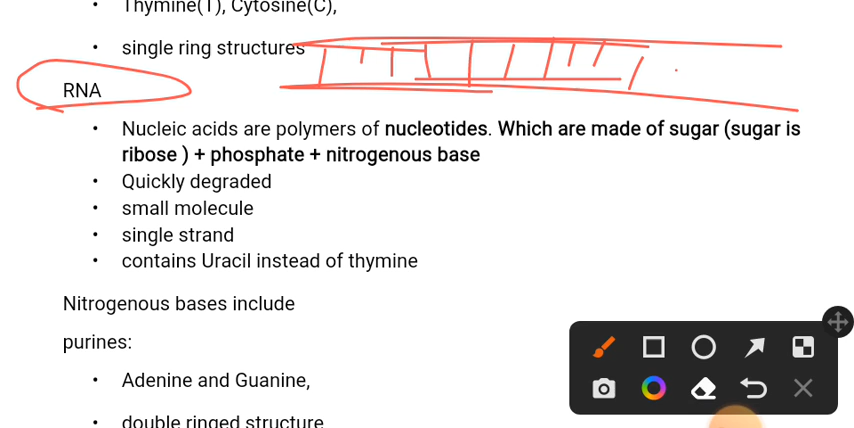 • Thymine(T), Cytosine(C),
• single ring structures
RNA
• Nucleic acids are polymers of nucleotides. Which are made of sugar (sugar is
ribose ) + phosphate + nitrogenous base
• Quickly degraded
• small molecule
• single strand
• contains Uracil instead of thymine
Nitrogenous bases include
purines:
• Adenine and Guanine,
• double ringed structure